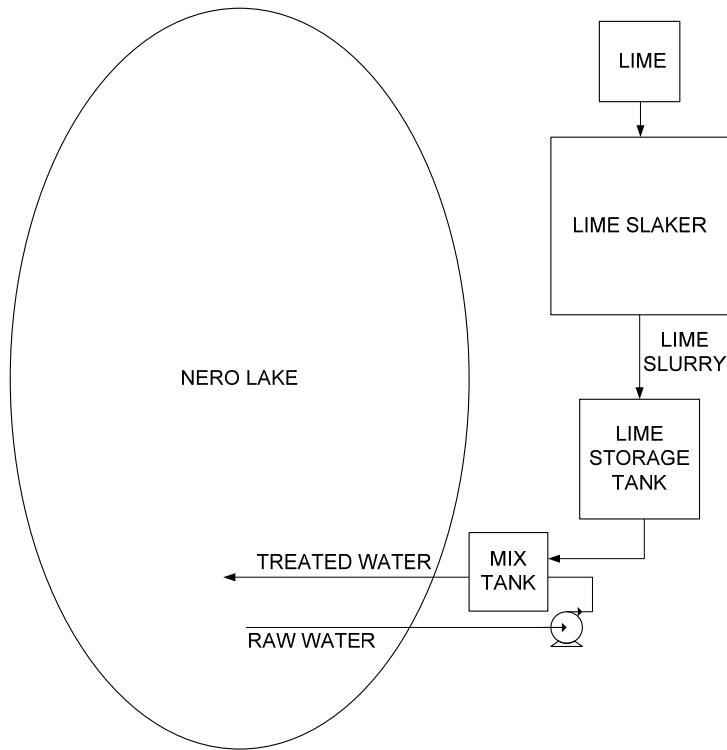 LIME
LIME SLAKER
LIME
SLURRY
NERO LAKE
LIME
STORAGE
TANK
TREATED WATER
MIX
TANK
RAW WATER